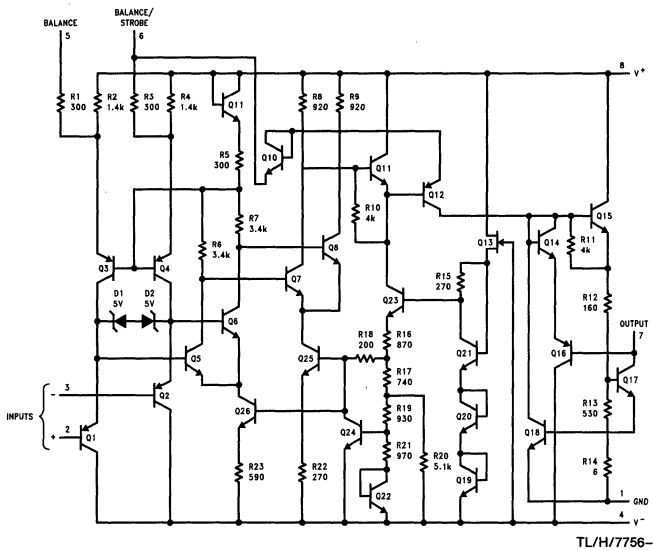 BALANCE
5
BALANCE/
STROBE
6
R1
300
R2
1.4k
R3
300
R4
1.4k
Q11
R8
920
R9
920
8 V+
R5
300
Q10
Q11
Q12
R10
4k
Q13
Q14
R11
4k
Q15
R6
3.4k
R7
3.4k
Q8
Q3
Q4
Q7
R15
270
R12
160
D1
5V
D2
5V
Q6
Q23
OUTPUT
7
Q5
R18
200
R16
870
Q21
Q16
Q25
R17
740
Q17
INPUTS
- 3
Q2
Q26
R19
930
Q20
R13
530
+ 2
Q1
Q24
Q18
R21
970
R20
5.1k
R23
590
R22
270
Q22
Q19
R14
6
1 GND
4 V-
TL/H/7756–